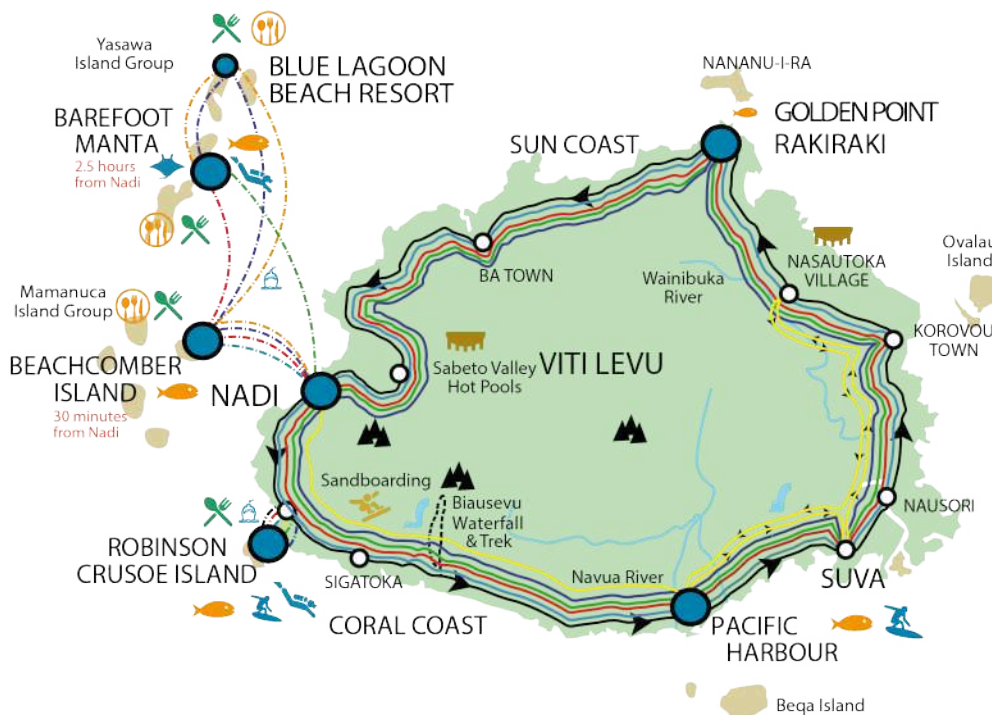 Yasawa
Island Group
BLUE LAGOON
BEACH RESORT
NANANU-I-RA
BAREFOOT
MANTA
2.5 hours
from Nadi
GOLDEN POINT
RAKIRAKI
SUN COAST
BA TOWN
Wainibuka
River
NASAUTOKA
VILLAGE
Ovalau
Island
Mamanuca
Island Group
KOROVOU
TOWN
BEACHCOMBER
ISLAND
30 minutes
from Nadi
NADI
Sabeto Valley
Hot Pools
VITI LEVU
Sandboarding
Biausevu
Waterfall
& Trek
NAUSORI
ROBINSON
CRUSOE ISLAND
SIGATOKA
Navua River
SUVA
CORAL COAST
PACIFIC
HARBOUR
Beqa Island